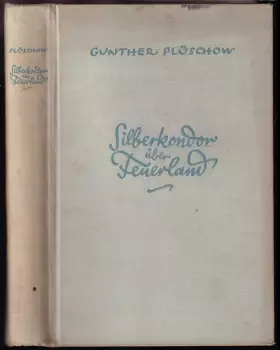 PLÜSCHOW
Silberkondor
über
Feuerland
GUNTHER PLÜSCHOW
Silberkondor
über
Feuerland